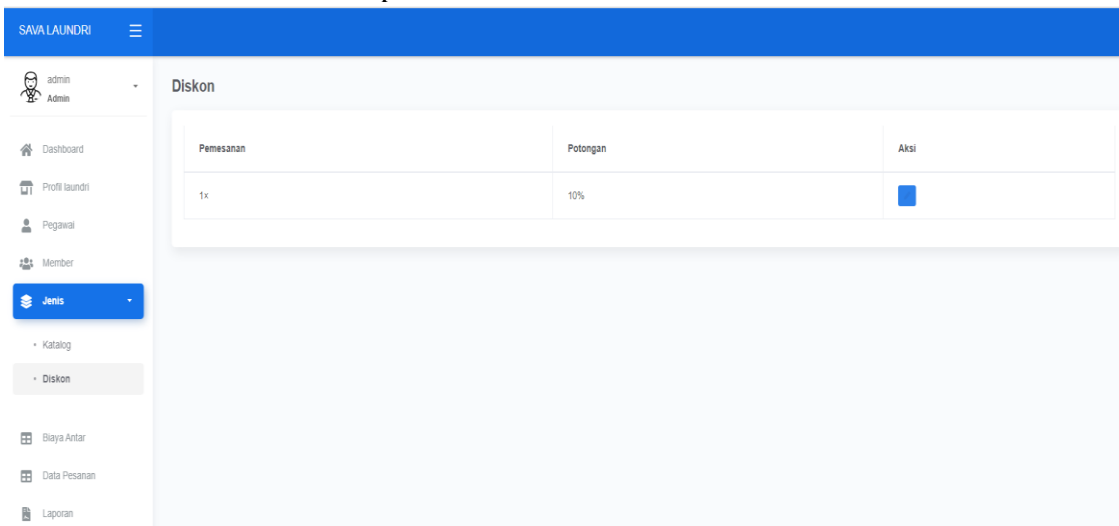 SAVA LAUNDRI
admin
Admin
Dashboard
Profil laundri
Pegawai
Member
Jenis
Katalog
Diskon
Biaya Antar
Data Pesanan
Laporan
Diskon
Pemesanan Potongan Aksi
1x 10%